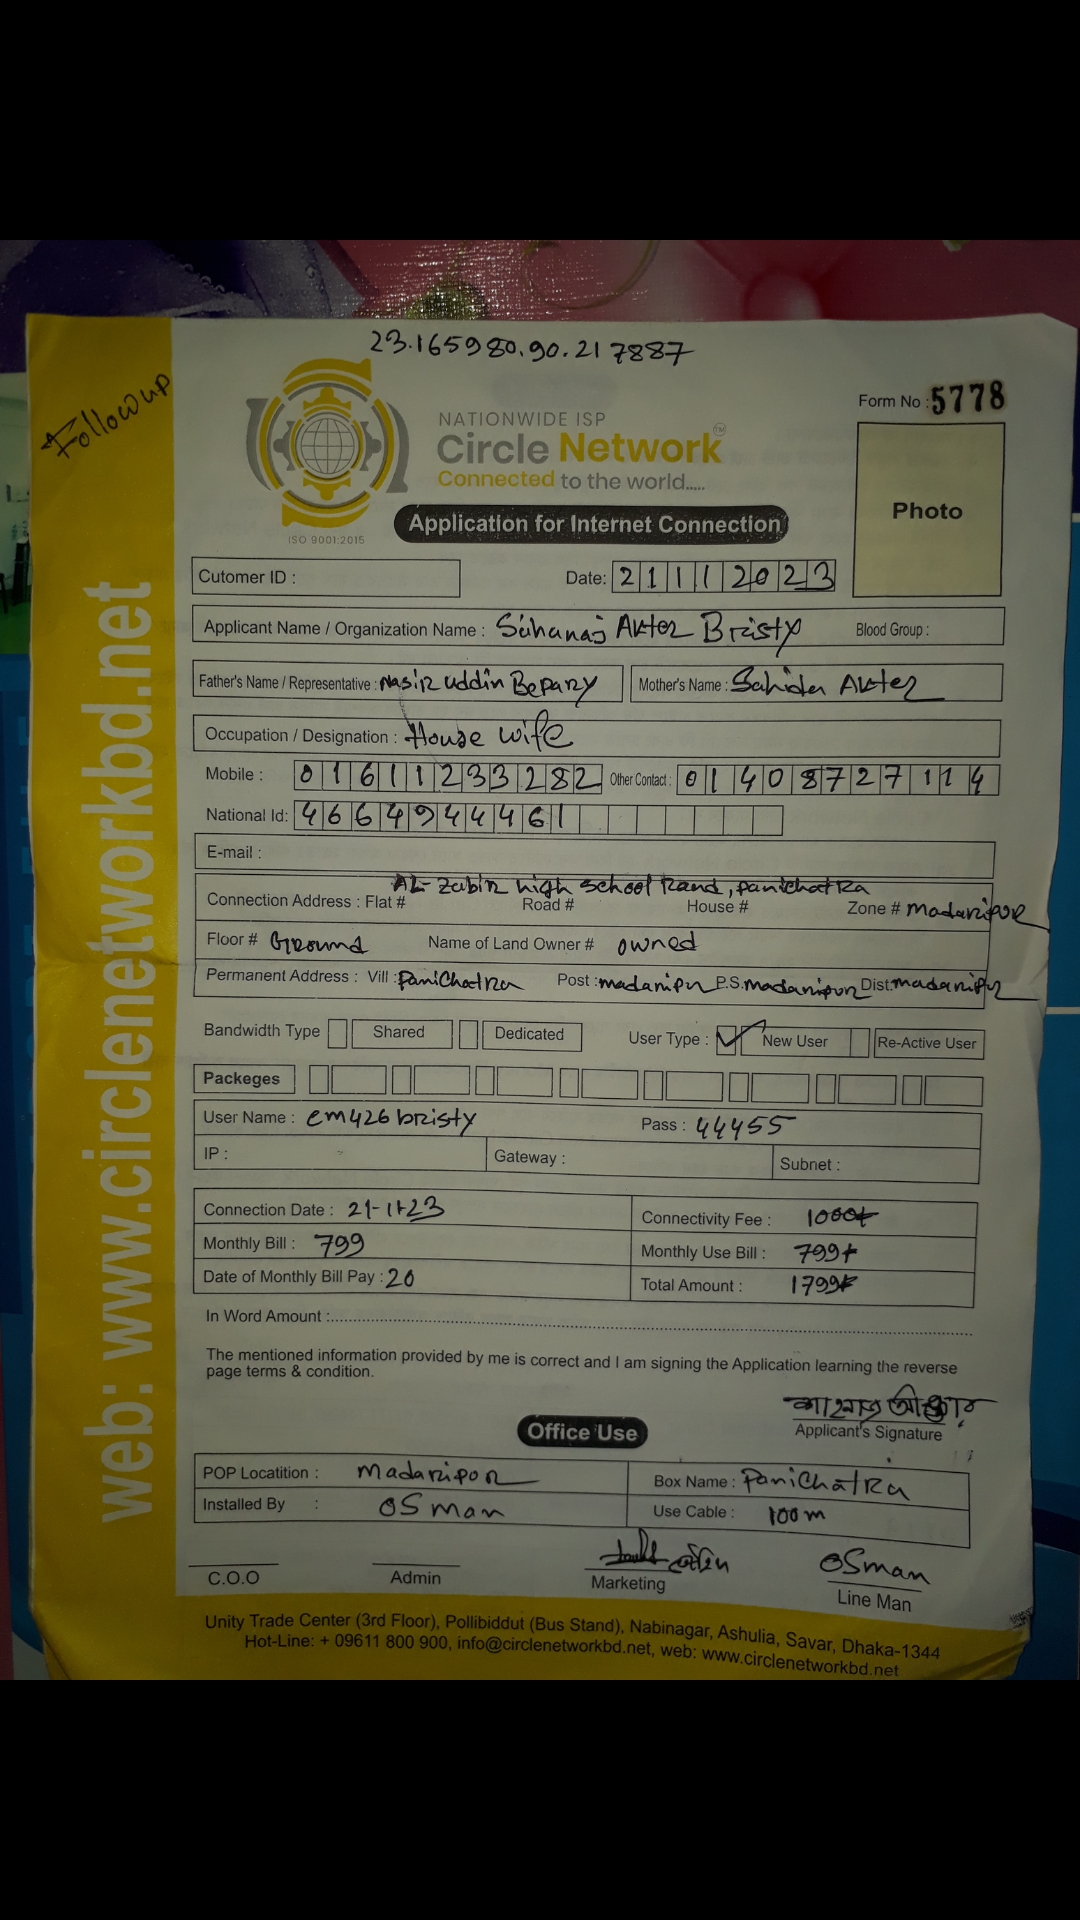 23.165980.90.217887
Followup
Form No : 5778
NATIONWIDE ISP
Circle Network TM
Connected to the world.....
ISO 9001:2015
Application for Internet Connection
Photo
Cutomer ID :
Date: 21112023
Applicant Name / Organization Name : Sahanaj Akter Bristy Blood Group :
Father's Name / Representative : Nasir uddin Bepary Mother's Name : Sahida Akter
Occupation / Designation : House wife
Mobile : 01611233282 Other Contact : 01408727114
National Id: 4664944461
E-mail :
AL-Zabir high School Road, panichatra
Connection Address : Flat # Road # House # Zone # madaripur
Floor # Ground Name of Land Owner # owned
Permanent Address : Vill : Panichatra Post : madaripur P.S. madaripur Dist: madaripur
Bandwidth Type Shared Dedicated User Type : New User Re-Active User
Packeges
User Name : cm426bristy Pass : 44455
IP : Gateway : Subnet :
Connection Date : 21-11-23 Connectivity Fee : 1000/-
Monthly Bill : 799 Monthly Use Bill : 799/-
Date of Monthly Bill Pay : 20 Total Amount : 1799/-
In Word Amount :
The mentioned information provided by me is correct and I am signing the Application learning the reverse
page terms & condition.
Applicant's Signature
Office Use
POP Locatition : Madaripur Box Name : Panichatra
Installed By : OSman Use Cable : 100m
OSman
C.O.O Admin Marketing Line Man
Unity Trade Center (3rd Floor), Pollibiddut (Bus Stand), Nabinagar, Ashulia, Savar, Dhaka-1344
Hot-Line: + 09611 800 900, info@circlenetworkbd.net, web: www.circlenetworkbd.net
web: www.circlenetworkbd.net